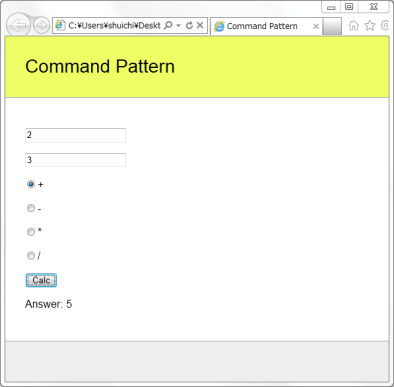 C:¥Users¥shuichi¥Deskt
Command Pattern
Command Pattern
2
3
+
-
*
/
Calc
Answer: 5